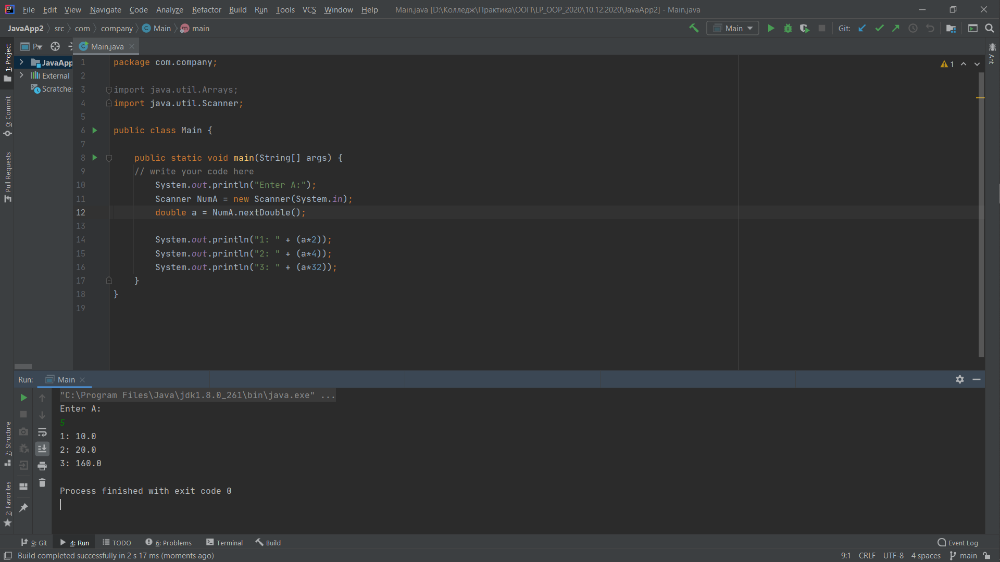 File Edit View Navigate Code Analyze Refactor Build Run Tools VCS Window Help Main.java [D:\Колледж\Практика\ООП\LP_OOP_2020\10.12.2020\JavaApp2] - Main.java
JavaApp2 src com company Main main Main Git:
1: Project
0: Commit
Pull Requests
7: Structure
2: Favorites
P
JavaApp
External
Scratches
Main.java
Ant
1
1 package com.company;
2
3 import java.util.Arrays;
4 import java.util.Scanner;
5
6 public class Main {
7
8 public static void main(String[] args) {
9 // write your code here
10 System.out.println("Enter A:");
11 Scanner NumA = new Scanner(System.in);
12 double a = NumA.nextDouble();
13
14 System.out.println("1: " + (a*2));
15 System.out.println("2: " + (a*4));
16 System.out.println("3: " + (a*32));
17 }
18 }
19
Run: Main
"C:\Program Files\Java\jdk1.8.0_261\bin\java.exe" ...
Enter A:
5
1: 10.0
2: 20.0
3: 160.0
Process finished with exit code 0
9: Git 4: Run TODO 6: Problems Terminal Build Event Log
Build completed successfully in 2 s 17 ms (moments ago) 9:1 CRLF UTF-8 4 spaces main